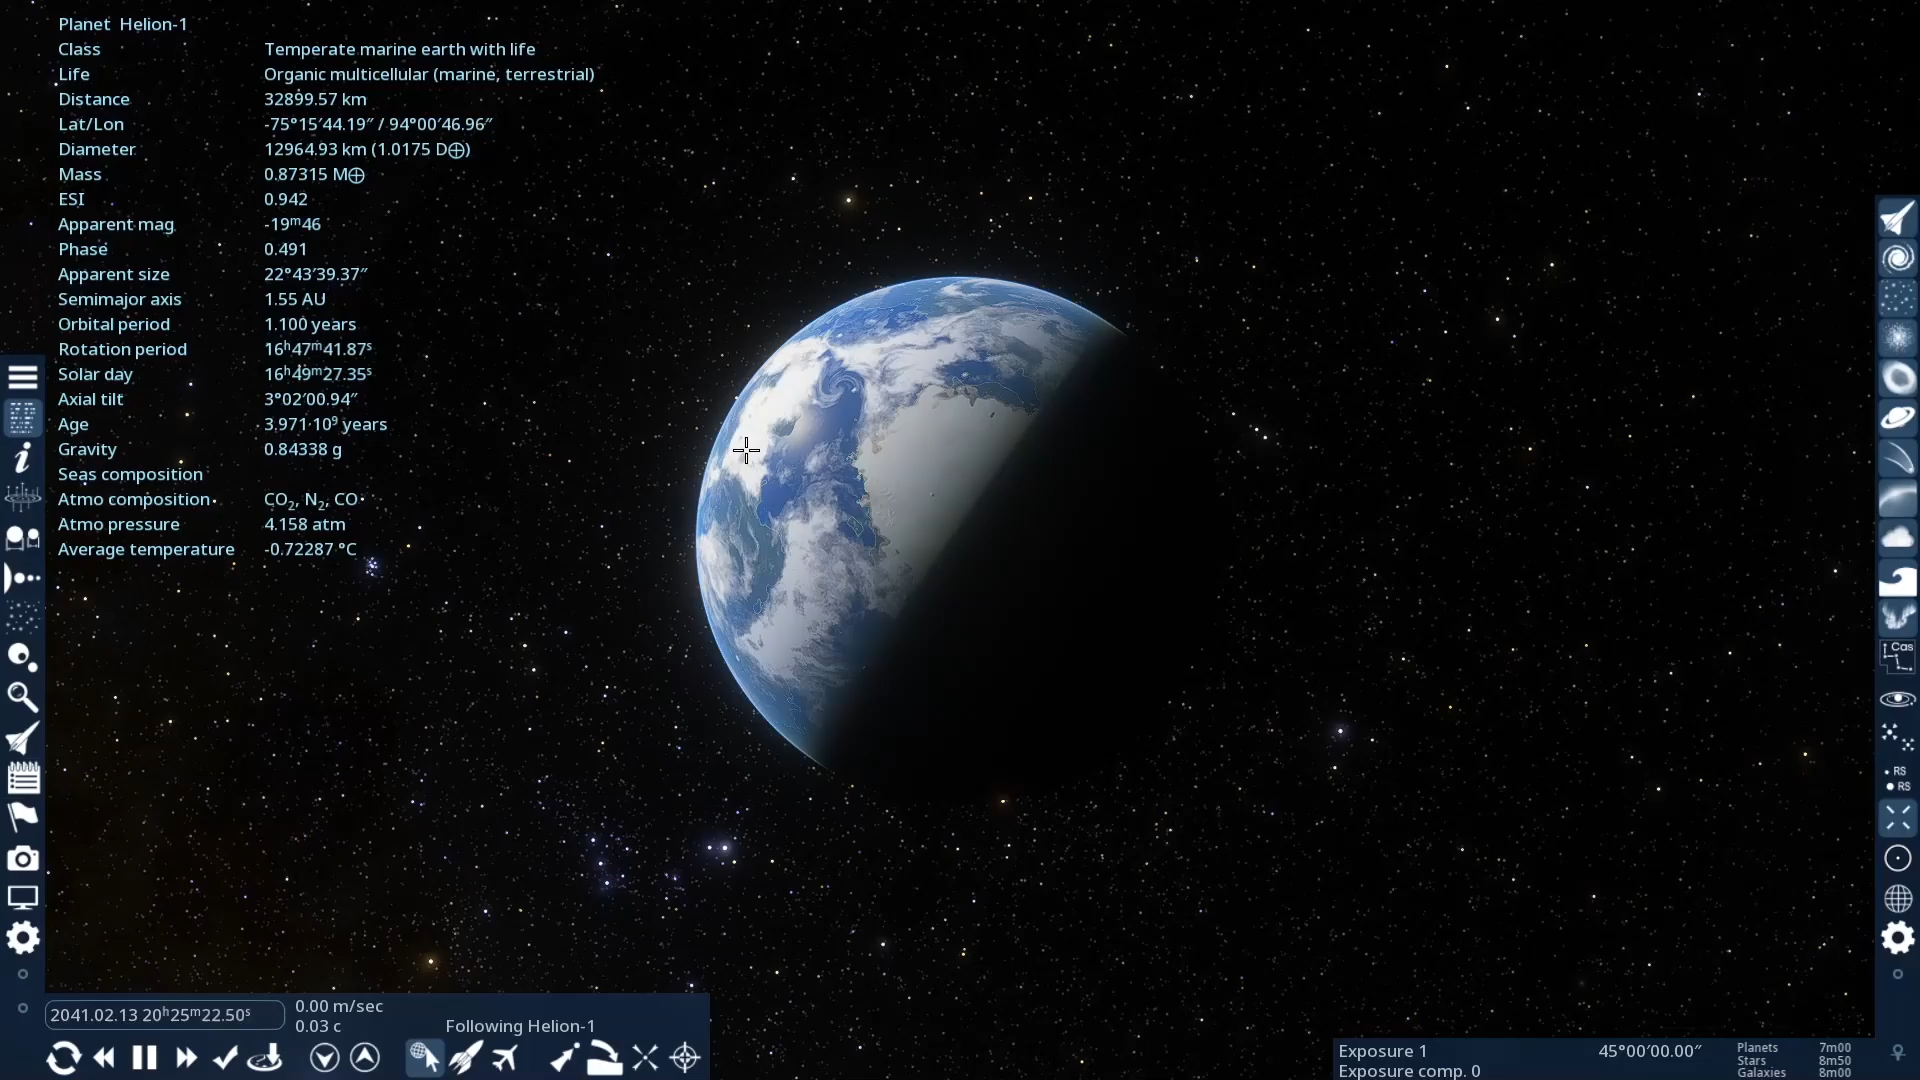 Planet Helion-1
Class Temperate marine earth with life
Life Organic multicellular (marine, terrestrial)
Distance 32899.57 km
Lat/Lon -75°15′44.19″ / 94°00′46.96″
Diameter 12964.93 km (1.0175 D⊕)
Mass 0.87315 M⊕
ESI 0.942
Apparent mag -19ᵐ46
Phase 0.491
Apparent size 22°43′39.37″
Semimajor axis 1.55 AU
Orbital period 1.100 years
Rotation period 16ʰ47ᵐ41.87ˢ
Solar day 16ʰ49ᵐ27.35ˢ
Axial tilt 3°02′00.94″
Age 3.971·10⁹ years
Gravity 0.84338 g
Seas composition
Atmo composition CO₂, N₂, CO
Atmo pressure 4.158 atm
Average temperature -0.72287 °C
Cas
RS
RS
2041.02.13 20ʰ25ᵐ22.50ˢ
0.00 m/sec
0.03 c
Following Helion-1
Exposure 1
Exposure comp. 0
45°00′00.00″
Planets 7m00
Stars 8m50
Galaxies 8m00